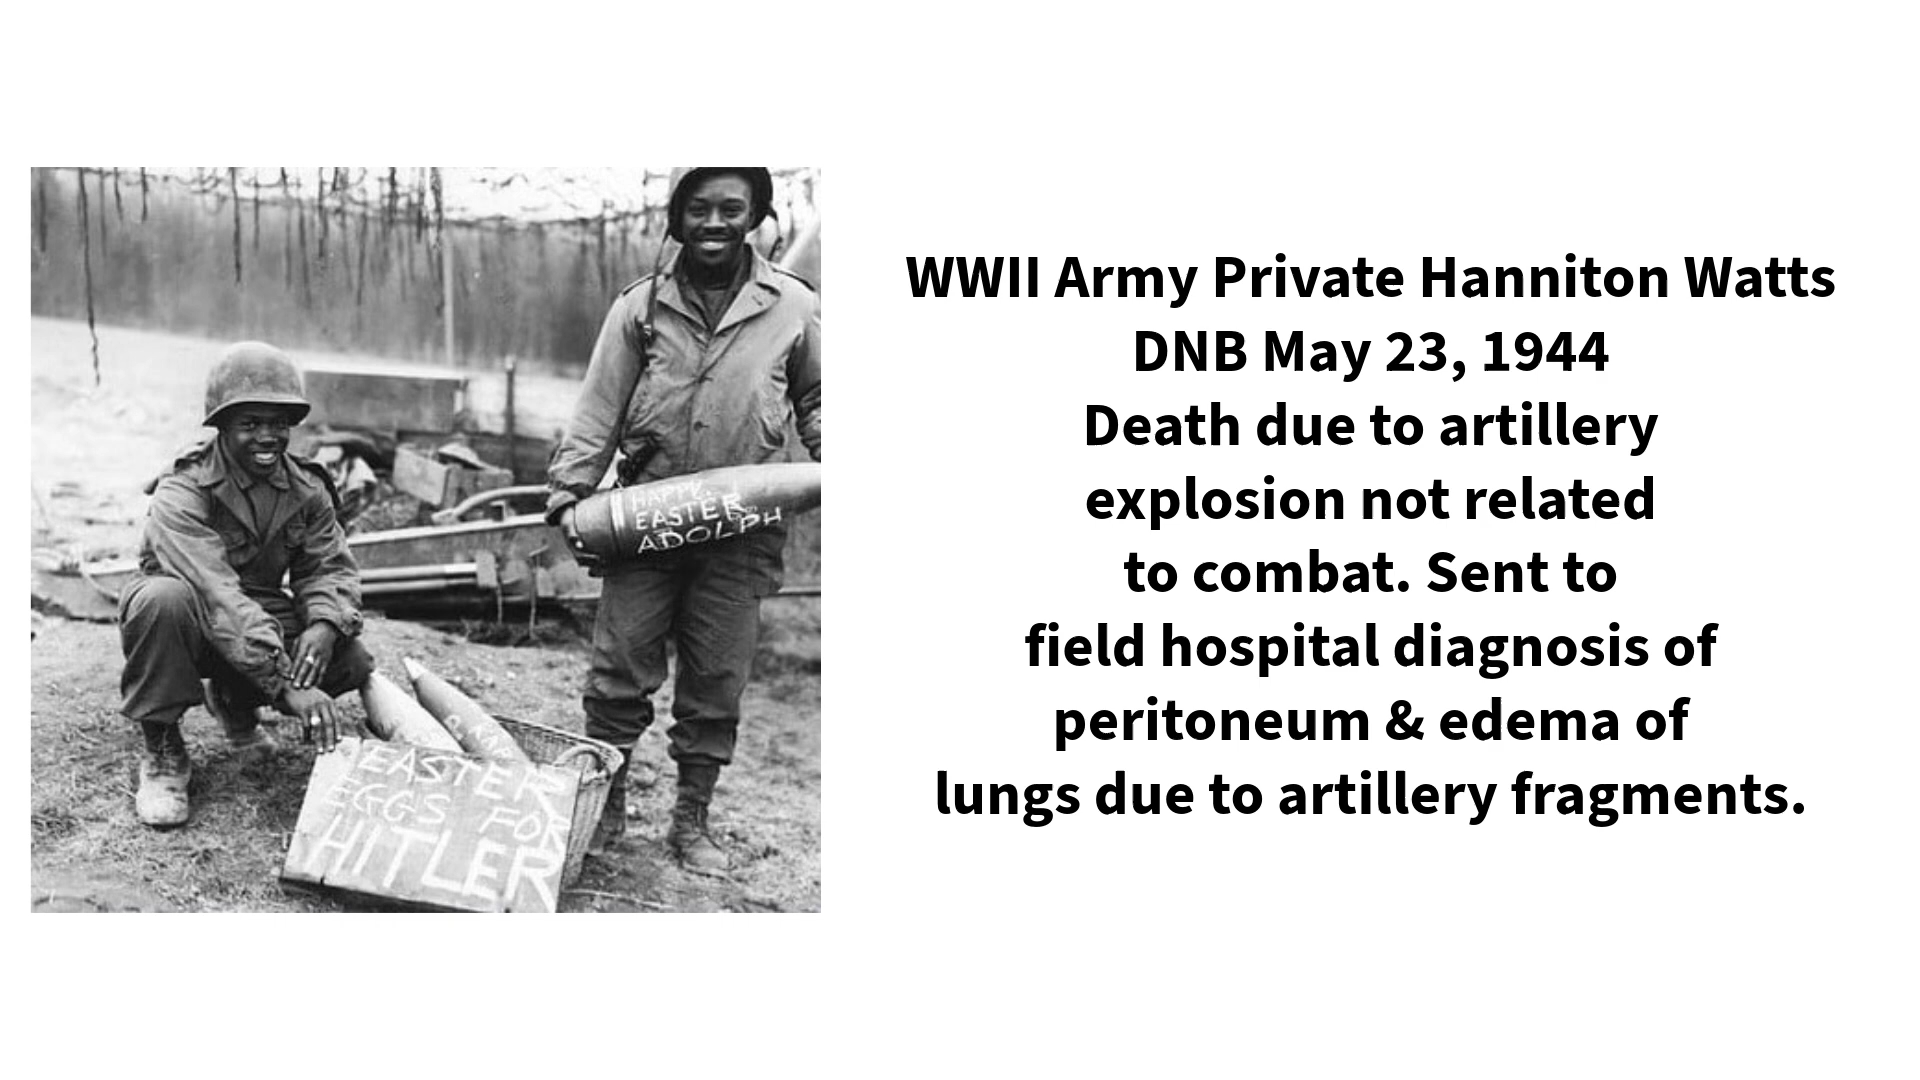 HAPPY
EASTER
ADOLPH
EASTER
EGGS FOR
HITLER
WWII Army Private Hanniton Watts
DNB May 23, 1944
Death due to artillery
explosion not related
to combat. Sent to
field hospital diagnosis of
peritoneum & edema of
lungs due to artillery fragments.